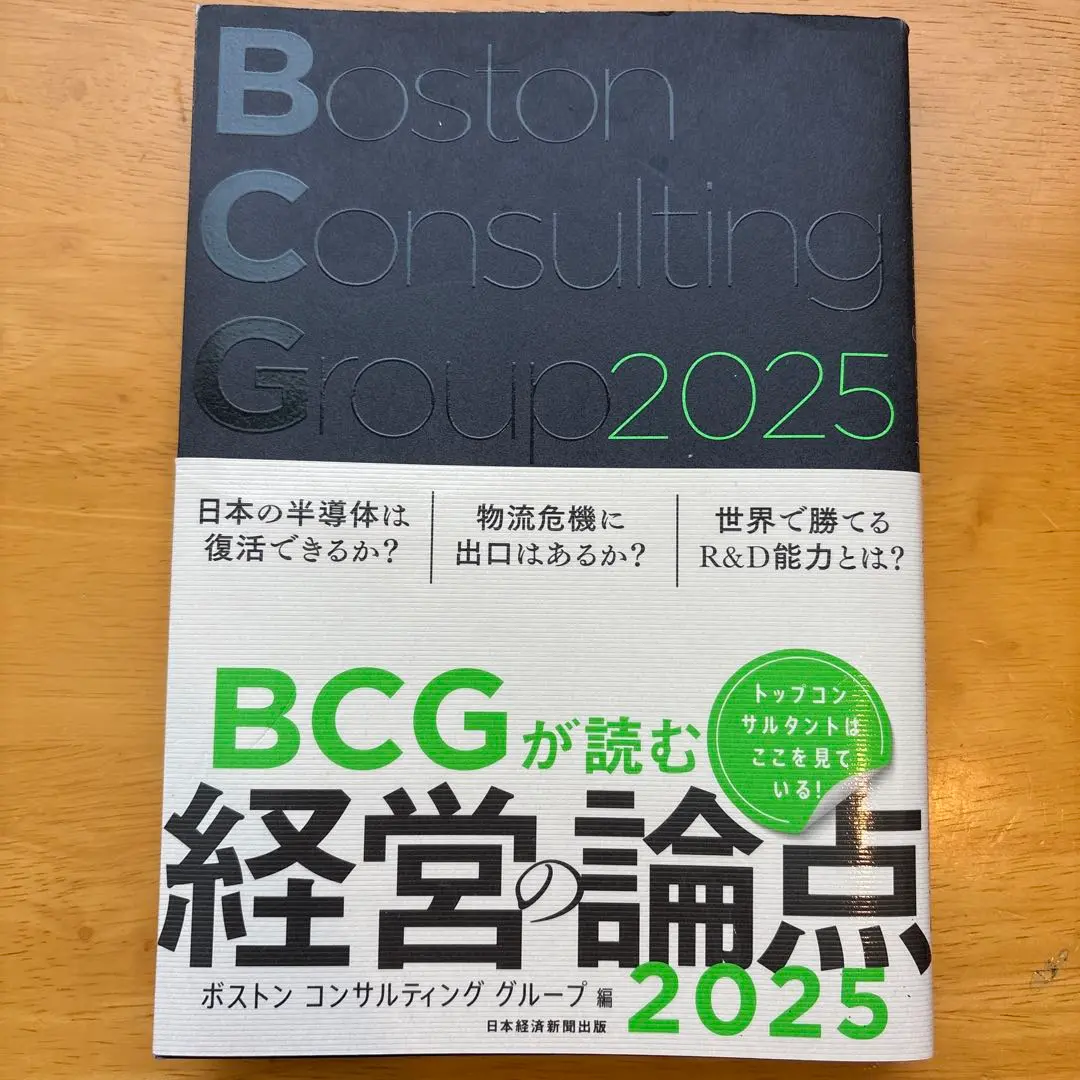 Boston
Consulting
Group2025
日本の半導体は
復活できるか?
物流危機に
出口はあるか?
世界で勝てる
R&D能力とは?
BCGが読む
トップコン
サルタントは
ここを見て
いる!
経営の論点
2025
ボストン コンサルティング グループ 編
日本経済新聞出版